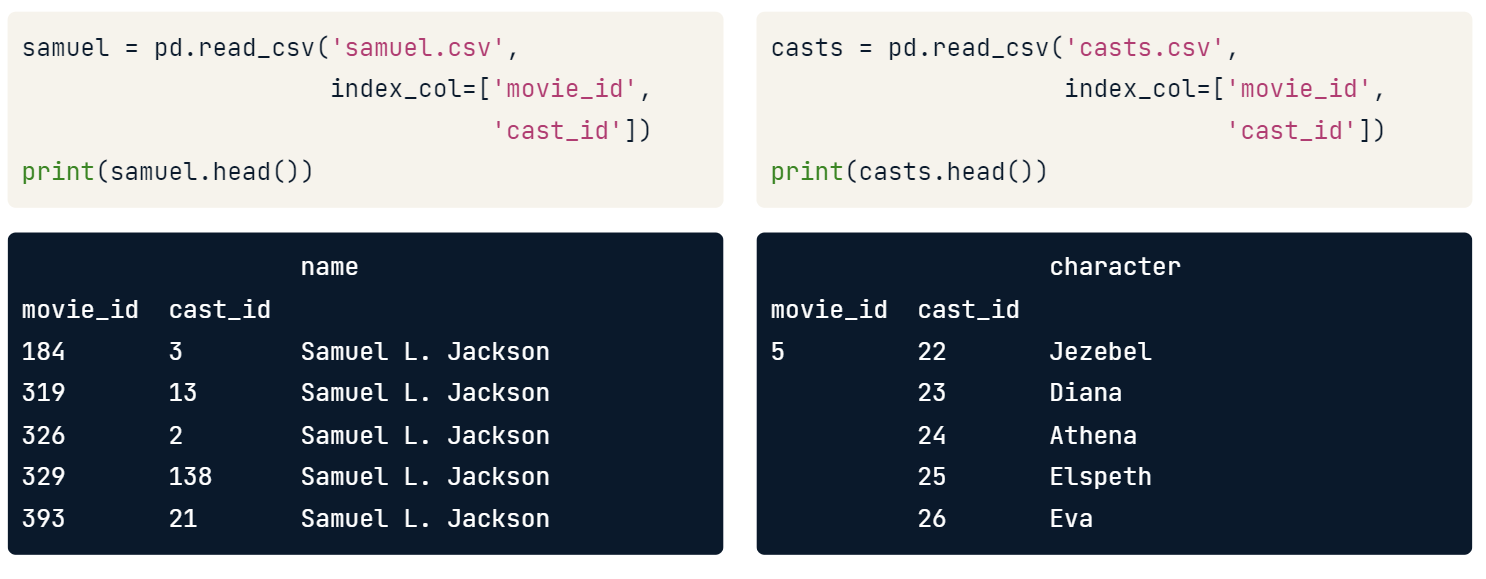 samuel = pd.read_csv('samuel.csv',
                     index_col=['movie_id',
                                'cast_id'])
print(samuel.head())
                   name
movie_id  cast_id
184       3        Samuel L. Jackson
319       13       Samuel L. Jackson
326       2        Samuel L. Jackson
329       138      Samuel L. Jackson
393       21       Samuel L. Jackson
casts = pd.read_csv('casts.csv',
                    index_col=['movie_id',
                               'cast_id'])
print(casts.head())
                   character
movie_id  cast_id
5         22       Jezebel
          23       Diana
          24       Athena
          25       Elspeth
          26       Eva